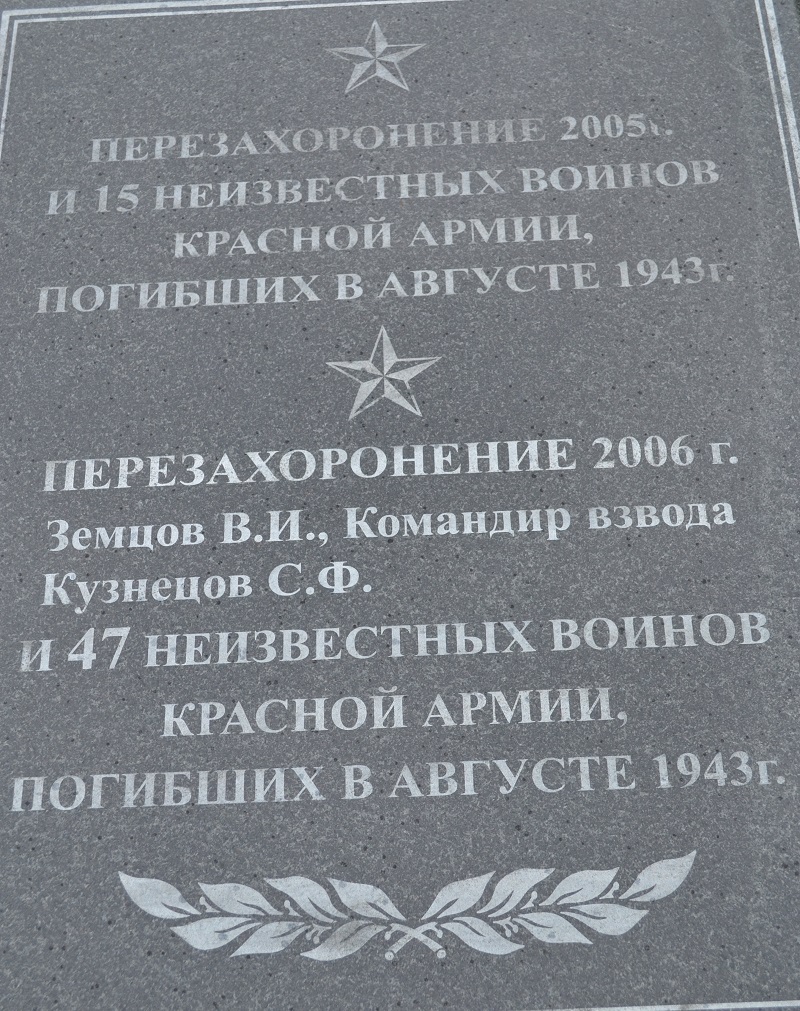 ПЕРЕЗАХОРОНЕНИЕ 2005г.
И 15 НЕИЗВЕСТНЫХ ВОИНОВ
КРАСНОЙ АРМИИ,
ПОГИБШИХ В АВГУСТЕ 1943г.
ПЕРЕЗАХОРОНЕНИЕ 2006 г.
Земцов В.И., Командир взвода
Кузнецов С.Ф.
И 47 НЕИЗВЕСТНЫХ ВОИНОВ
КРАСНОЙ АРМИИ,
ПОГИБШИХ В АВГУСТЕ 1943г.